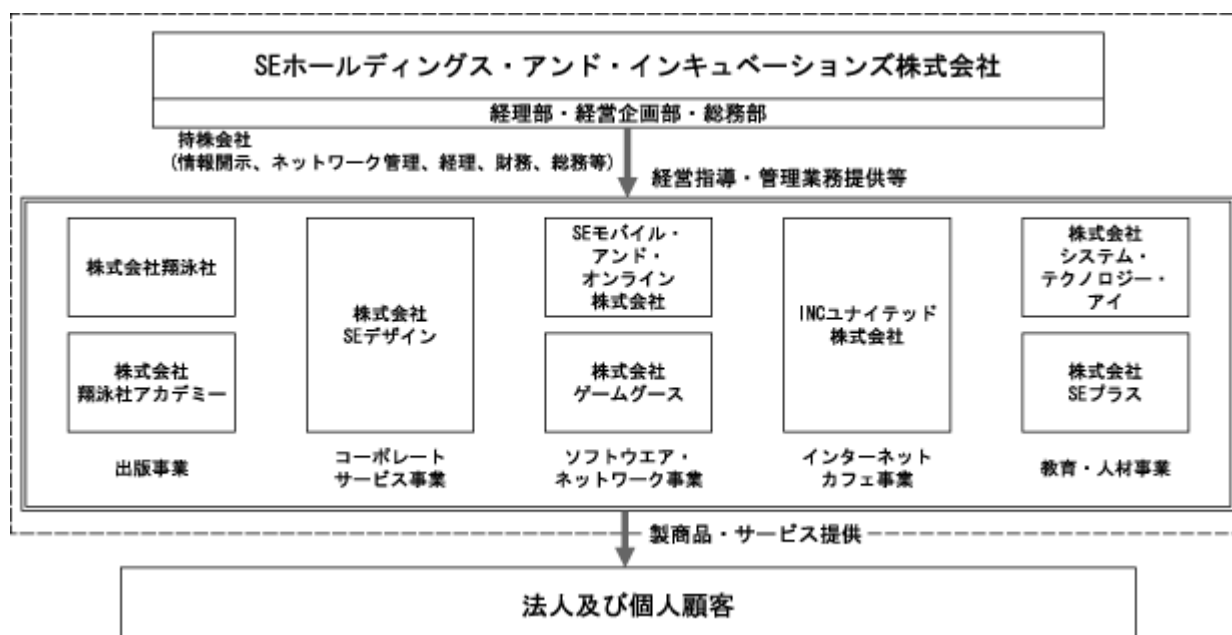 SEホールディングス・アンド・インキュベーションズ株式会社
経理部・経営企画部・総務部
持株会社
(情報開示、ネットワーク管理、経理、財務、総務等)
経営指導・管理業務提供等
株式会社翔泳社
株式会社
翔泳社アカデミー
出版事業
株式会社
SEデザイン
コーポレート
サービス事業
SEモバイル・
アンド・
オンライン
株式会社
株式会社
ゲームグース
ソフトウエア・
ネットワーク事業
INCユナイテッド
株式会社
インターネット
カフェ事業
株式会社
システム・
テクノロジー・
アイ
株式会社
SEプラス
教育・人材事業
製商品・サービス提供
法人及び個人顧客